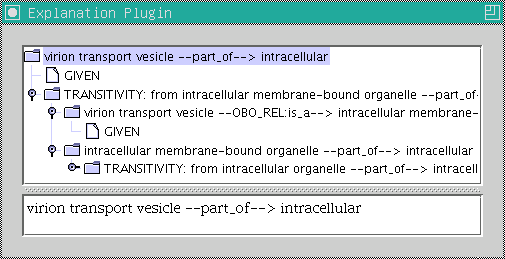 Explanation Plugin
virion transport vesicle --part_of--> intracellular
GIVEN
TRANSITIVITY: from intracellular membrane-bound organelle --part_of-
virion transport vesicle --OBO_REL:is_a--> intracellular membrane-
GIVEN
intracellular membrane-bound organelle --part_of--> intracellular
TRANSITIVITY: from intracellular organelle --part_of--> intracell
virion transport vesicle --part_of--> intracellular